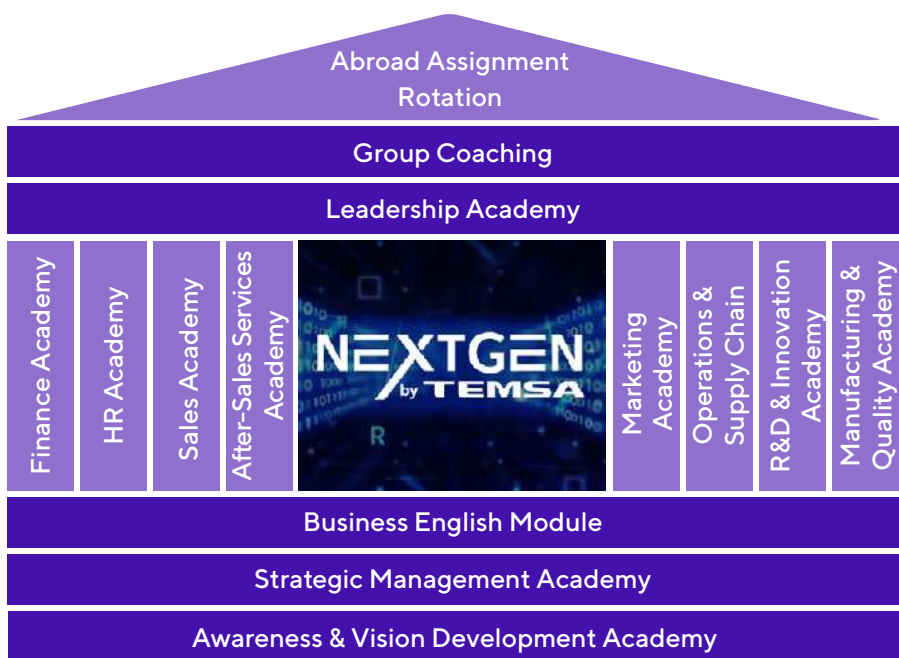 Abroad Assignment
Rotation
Group Coaching
Leadership Academy
Finance Academy
HR Academy
Sales Academy
After-Sales Services
Academy
NEXTGEN
by TEMSA
R
Marketing
Academy
Operations &
Supply Chain
R&D & Innovation
Academy
Manufacturing &
Quality Academy
Business English Module
Strategic Management Academy
Awareness & Vision Development Academy